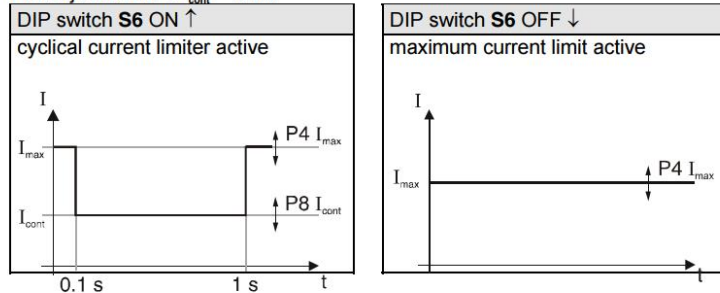 cont
DIP switch S6 ON ↑
cyclical current limiter active
I
Imax
P4 Imax
Icont
P8 Icont
0.1 s
1 s
t
DIP switch S6 OFF ↓
maximum current limit active
I
Imax
P4 Imax
t